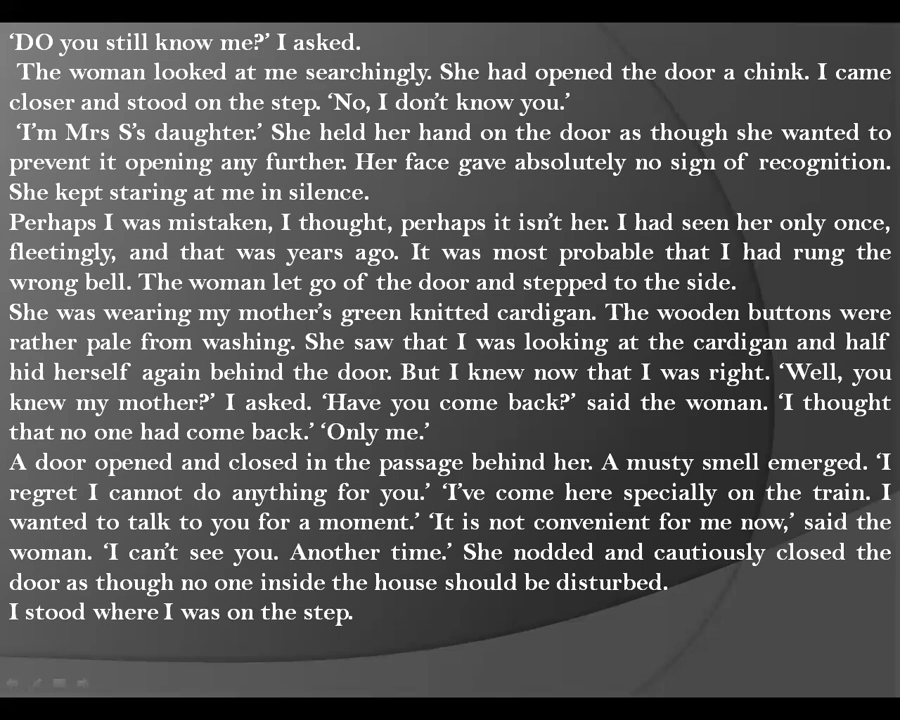 ‘DO you still know me?’ I asked.
The woman looked at me searchingly. She had opened the door a chink. I came
closer and stood on the step. ‘No, I don’t know you.’
‘I’m Mrs S’s daughter.’ She held her hand on the door as though she wanted to
prevent it opening any further. Her face gave absolutely no sign of recognition.
She kept staring at me in silence.
Perhaps I was mistaken, I thought, perhaps it isn’t her. I had seen her only once,
fleetingly, and that was years ago. It was most probable that I had rung the
wrong bell. The woman let go of the door and stepped to the side.
She was wearing my mother’s green knitted cardigan. The wooden buttons were
rather pale from washing. She saw that I was looking at the cardigan and half
hid herself again behind the door. But I knew now that I was right. ‘Well, you
knew my mother?’ I asked. ‘Have you come back?’ said the woman. ‘I thought
that no one had come back.’ ‘Only me.’
A door opened and closed in the passage behind her. A musty smell emerged. ‘I
regret I cannot do anything for you.’ ‘I’ve come here specially on the train. I
wanted to talk to you for a moment.’ ‘It is not convenient for me now,’ said the
woman. ‘I can’t see you. Another time.’ She nodded and cautiously closed the
door as though no one inside the house should be disturbed.
I stood where I was on the step.